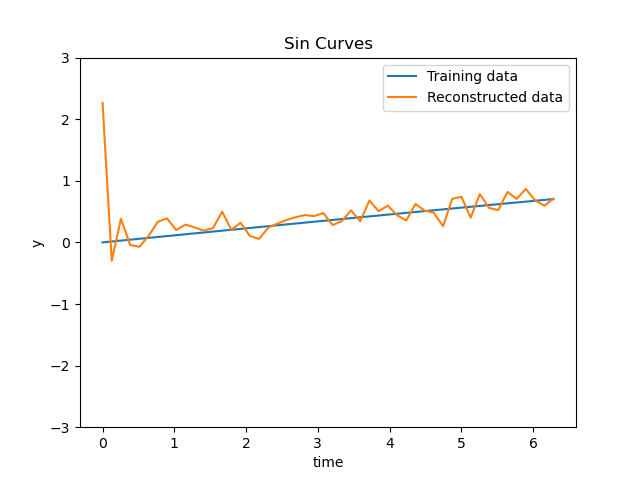 Sin Curves
Training data
Reconstructed data
3
2
1
0
−1
−2
−3
y
0 1 2 3 4 5 6
time